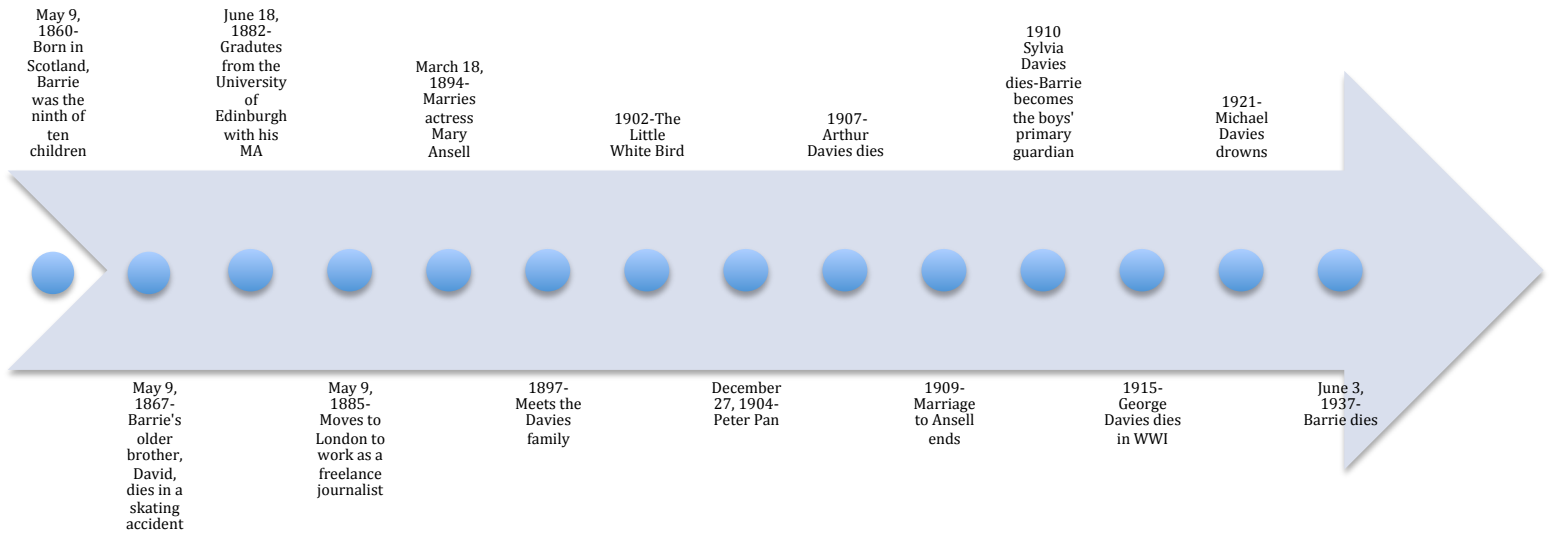 May 9,
1860-
Born in
Scotland,
Barrie
was the
ninth of
ten
children
June 18,
1882-
Gradutes
from the
University
of
Edinburgh
with his
MA
March 18,
1894-
Marries
actress
Mary
Ansell
1902-The
Little
White Bird
1907-
Arthur
Davies dies
1910
Sylvia
Davies
dies-Barrie
becomes
the boys'
primary
guardian
1921-
Michael
Davies
drowns
May 9,
1867-
Barrie's
older
brother,
David,
dies in a
skating
accident
May 9,
1885-
Moves to
London to
work as a
freelance
journalist
1897-
Meets the
Davies
family
December
27, 1904-
Peter Pan
1909-
Marriage
to Ansell
ends
1915-
George
Davies dies
in WWI
June 3,
1937-
Barrie dies